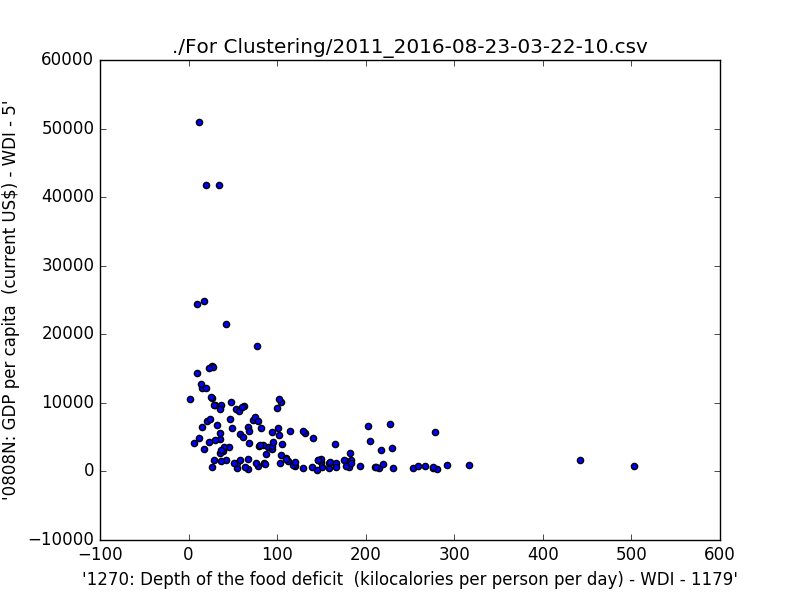 ./For Clustering/2011_2016-08-23-03-22-10.csv
'0808N: GDP per capita  (current US$) - WDI - 5'
60000
50000
40000
30000
20000
10000
0
−10000
−100 0 100 200 300 400 500 600
'1270: Depth of the food deficit  (kilocalories per person per day) - WDI - 1179'